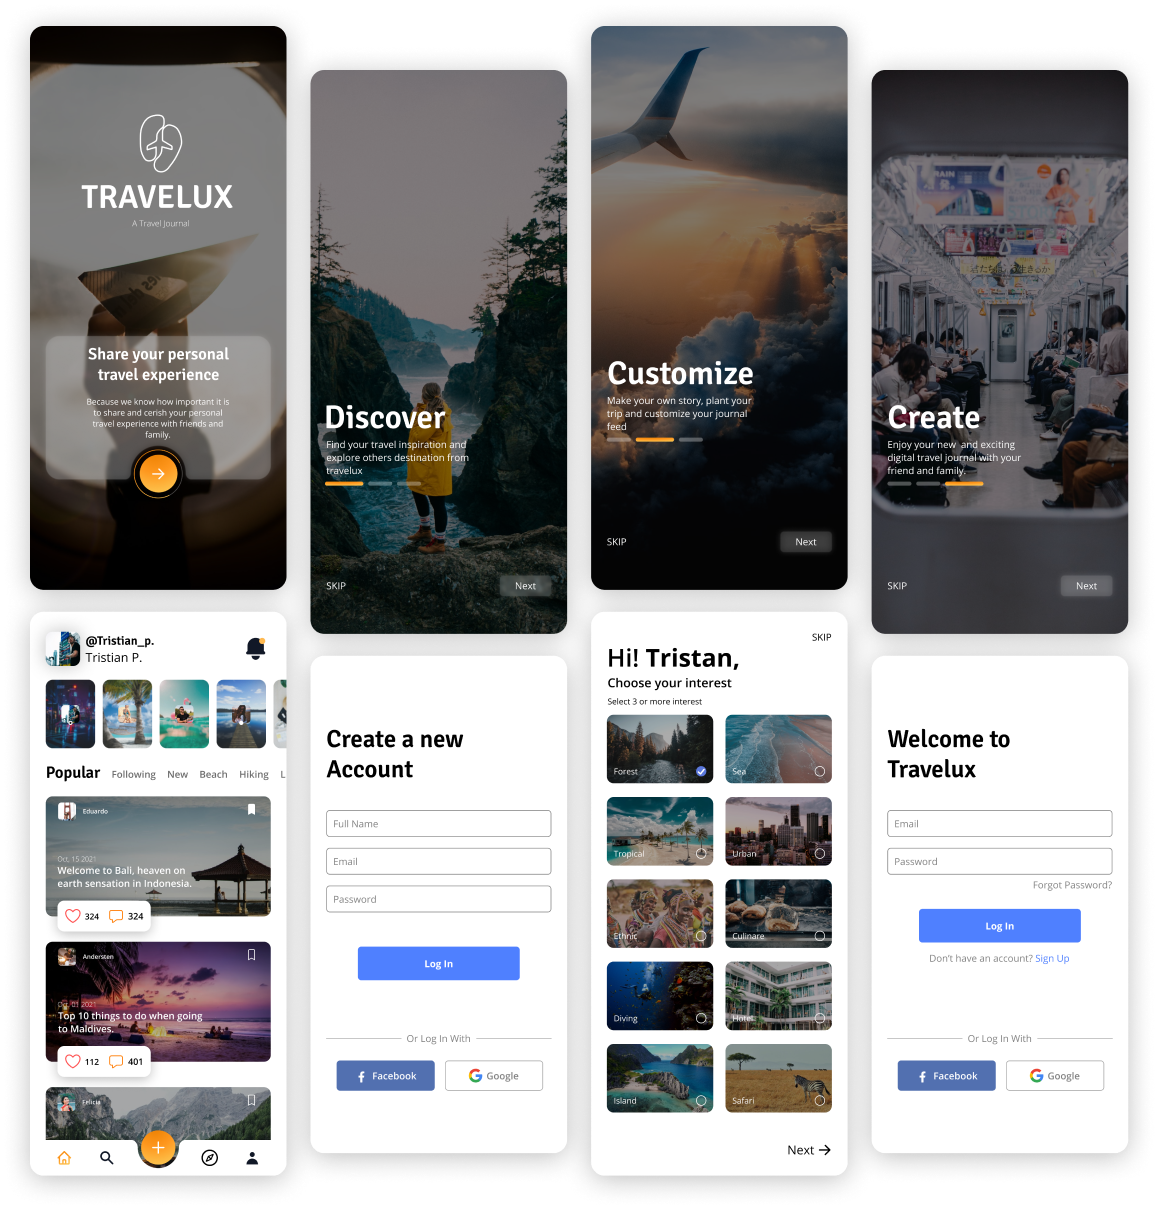 TRAVELUX
A Travel Journal
Share your personal
travel experience
Because we know how important it is
to share and cerish your personal
travel experience with friends and
family.
Discover
Find your travel inspiration and
explore others destination from
travelux
SKIP
Next
Customize
Make your own story, plant your
trip and customize your journal
feed
SKIP
Next
Create
Enjoy your new  and exciting
digital travel journal with your
friend and family.
SKIP
Next
@Tristian_p.
Tristian P.
Popular Following New Beach Hiking L
Eduardo
Oct, 15 2021
Welcome to Bali, heaven on
earth sensation in Indonesia.
324 324
Andersten
Oct, 01 2021
Top 10 things to do when going
to Maldives.
112 401
Felicia
Create a new
Account
Full Name
Email
Password
Log In
Or Log In With
Facebook
Google
SKIP
Hi! Tristan,
Choose your interest
Select 3 or more interest
Forest
Sea
Tropical
Urban
Ethnic
Culinare
Diving
Hotel
Island
Safari
Next
Welcome to
Travelux
Email
Password
Forgot Password?
Log In
Don't have an account? Sign Up
Or Log In With
Facebook
Google